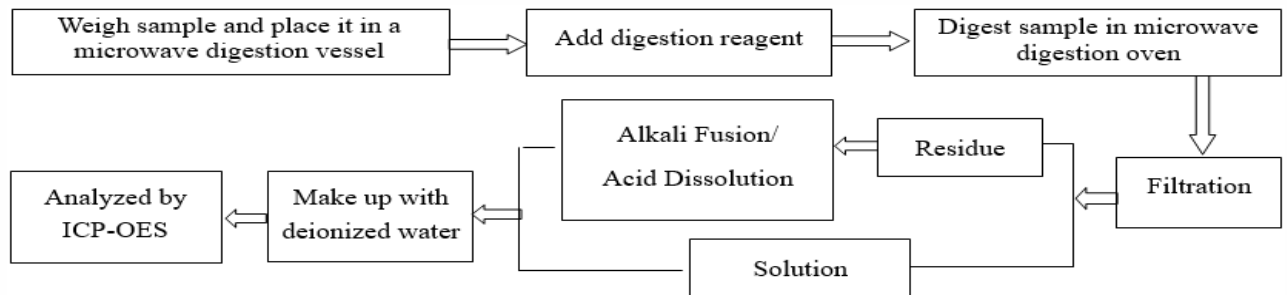 Weigh sample and place it in a
microwave digestion vessel
Add digestion reagent
Digest sample in microwave
digestion oven
Filtration
Residue
Alkali Fusion/
Acid Dissolution
Solution
Make up with
deionized water
Analyzed by
ICP-OES